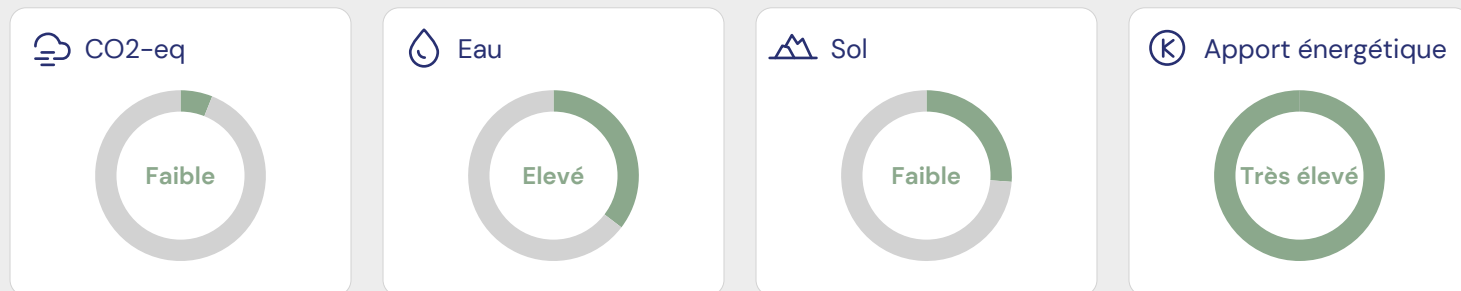 CO2-eq
Faible
Eau
Elevé
Sol
Faible
Apport énergétique
Très élevé